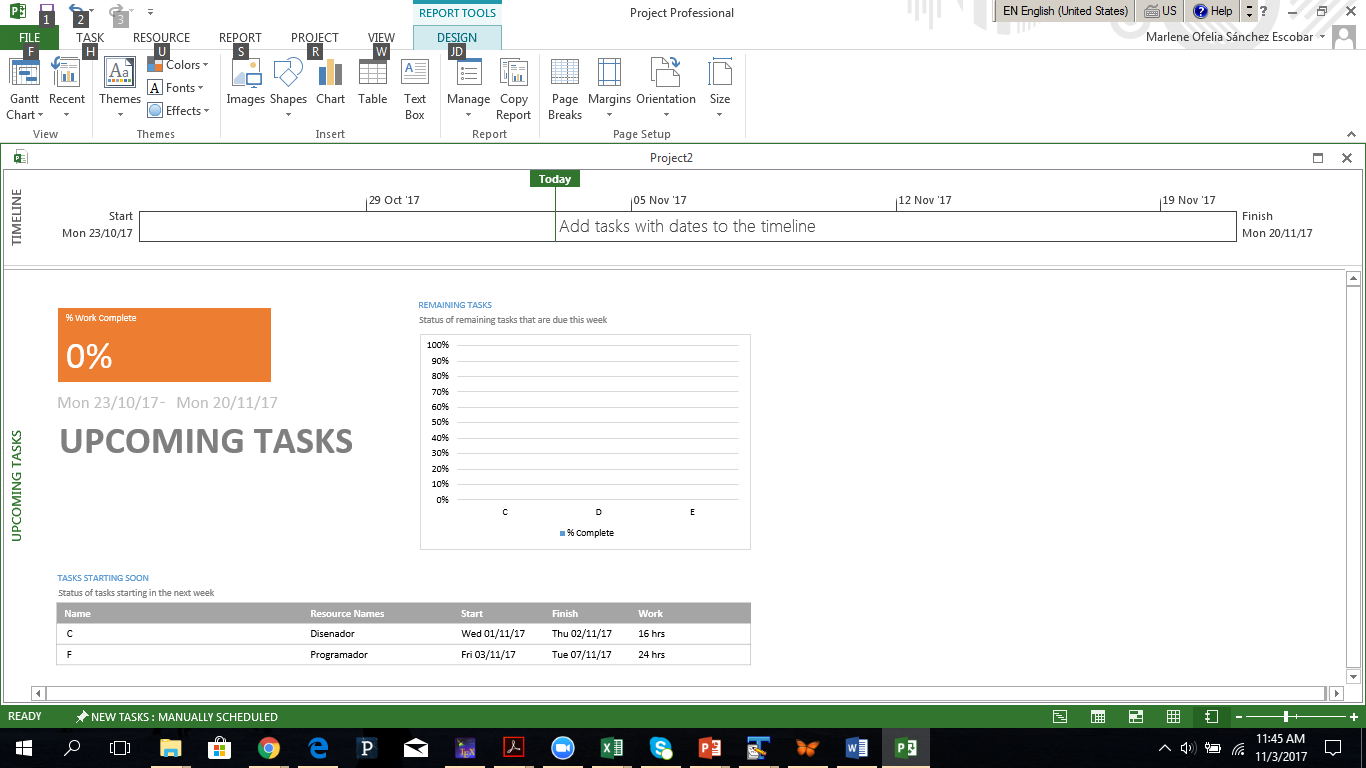 1 2 3
REPORT TOOLS
Project Professional
EN English (United States) US Help ?
FILE TASK RESOURCE REPORT PROJECT VIEW DESIGN
Marlene Ofelia Sánchez Escobar
F H U S R W JD
Gantt Chart
Recent
Themes
Colors
Fonts
Effects
Images
Shapes
Chart
Table
Text Box
Manage
Copy Report
Page Breaks
Margins
Orientation
Size
View
Themes
Insert
Report
Page Setup
Project2
TIMELINE
Today
29 Oct '17
05 Nov '17
12 Nov '17
19 Nov '17
Start
Mon 23/10/17
Add tasks with dates to the timeline
Finish
Mon 20/11/17
UPCOMING TASKS
% Work Complete
0%
Mon 23/10/17- Mon 20/11/17
UPCOMING TASKS
REMAINING TASKS
Status of remaining tasks that are due this week
100%
90%
80%
70%
60%
50%
40%
30%
20%
10%
0%
C D E
% Complete
TASKS STARTING SOON
Status of tasks starting in the next week
Name Resource Names Start Finish Work
C Disenador Wed 01/11/17 Thu 02/11/17 16 hrs
F Programador Fri 03/11/17 Tue 07/11/17 24 hrs
READY
NEW TASKS : MANUALLY SCHEDULED
11:45 AM
11/3/2017